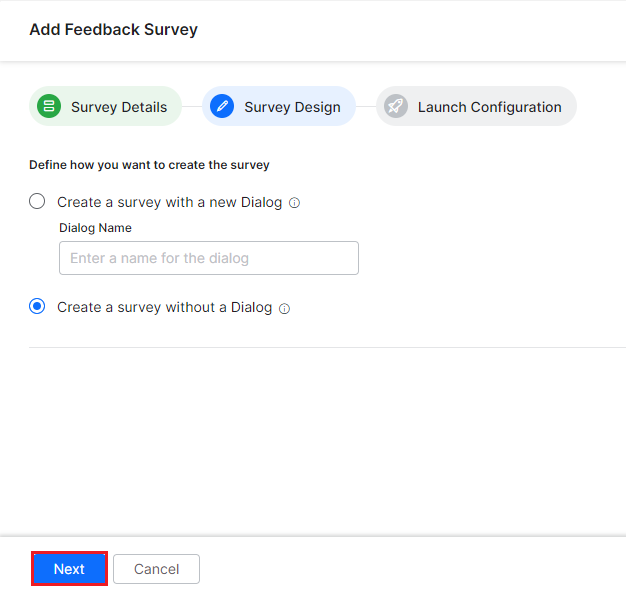 Add Feedback Survey
Survey Details
Survey Design
Launch Configuration
Define how you want to create the survey
Create a survey with a new Dialog
Dialog Name
Enter a name for the dialog
Create a survey without a Dialog
Next
Cancel